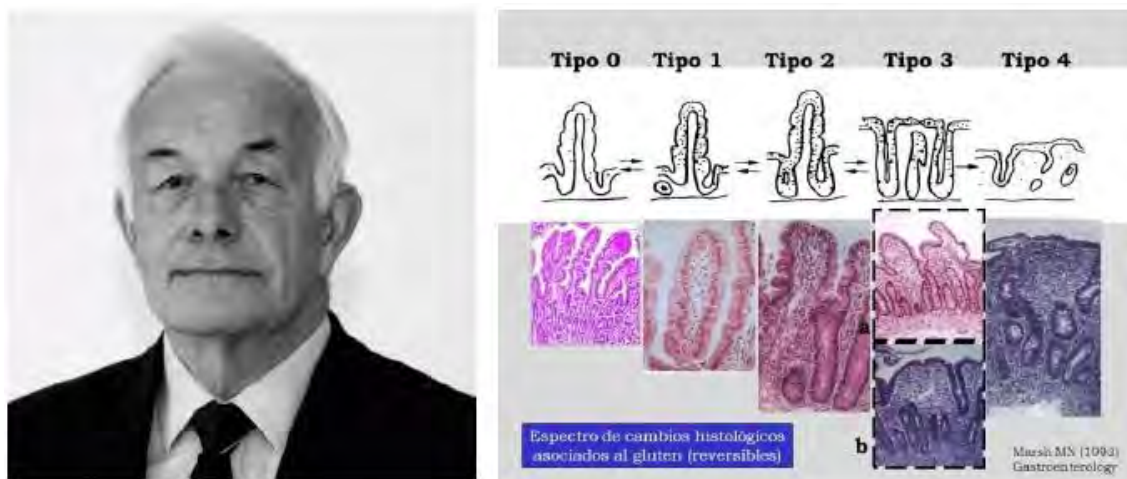 Tipo 0 Tipo 1 Tipo 2 Tipo 3 Tipo 4
a
b
Espectro de cambios histológicos
asociados al gluten (reversibles)
Marsh MN (1993)
Gastroenterology